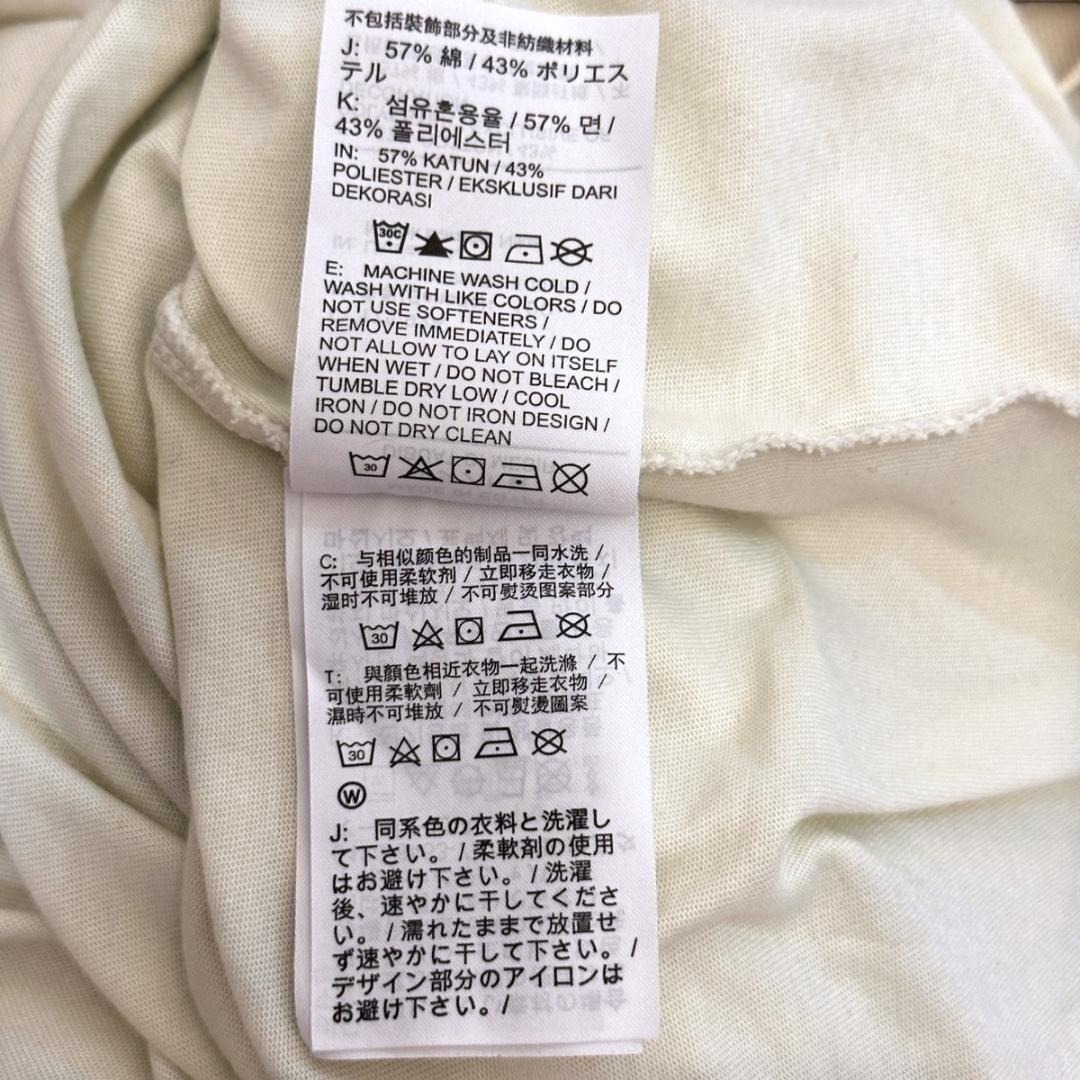 不包括裝飾部分及非紡織材料
J: 57% 綿 / 43% ポリエス
テル
K: 섬유혼용율 / 57% 면 /
43% 폴리에스터
IN: 57% KATUN / 43%
POLIESTER / EKSKLUSIF DARI
DEKORASI
30C
E: MACHINE WASH COLD /
WASH WITH LIKE COLORS / DO
NOT USE SOFTENERS /
REMOVE IMMEDIATELY / DO
NOT ALLOW TO LAY ON ITSELF
WHEN WET / DO NOT BLEACH /
TUMBLE DRY LOW / COOL
IRON / DO NOT IRON DESIGN /
DO NOT DRY CLEAN
30
C: 与相似颜色的制品一同水洗 /
不可使用柔软剂 / 立即移走衣物 /
湿时不可堆放 / 不可熨烫图案部分
30
T: 與顏色相近衣物一起洗滌 / 不
可使用柔軟劑 / 立即移走衣物 /
濕時不可堆放 / 不可熨燙圖案
30
W
J: 同系色の衣料と洗濯し
て下さい。 / 柔軟剤の使用
はお避け下さい。 / 洗濯
後、速やかに干してくださ
い。 / 濡れたままで放置せ
ず速やかに干して下さい。 /
デザイン部分のアイロンは
お避け下さい。/